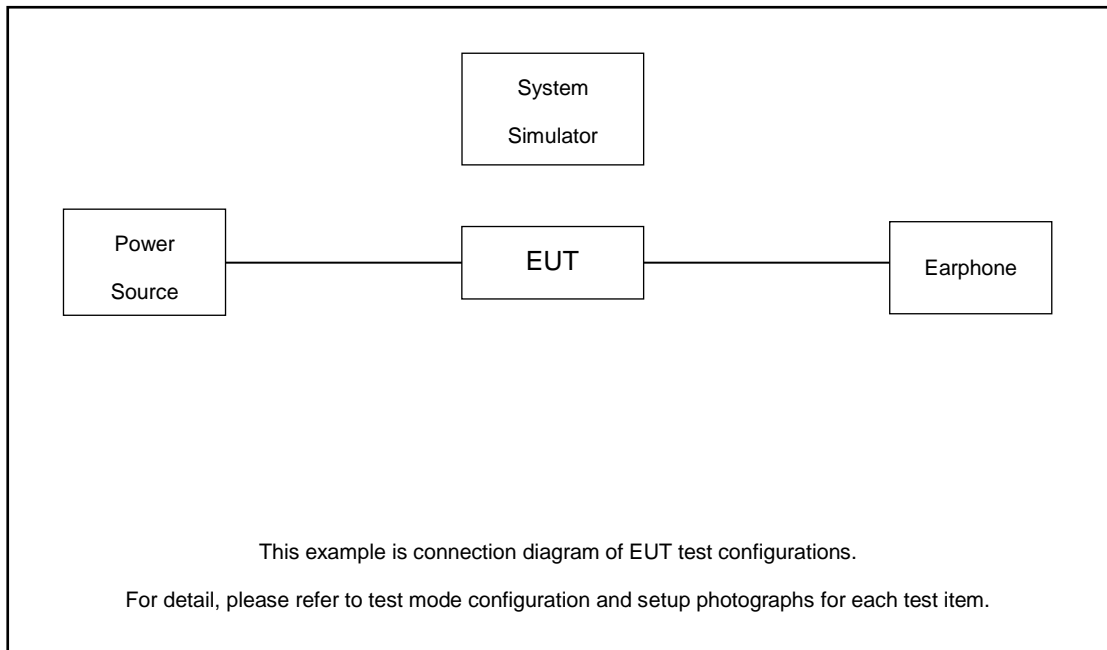 System
Simulator
Power
Source
EUT
Earphone
This example is connection diagram of EUT test configurations.
For detail, please refer to test mode configuration and setup photographs for each test item.